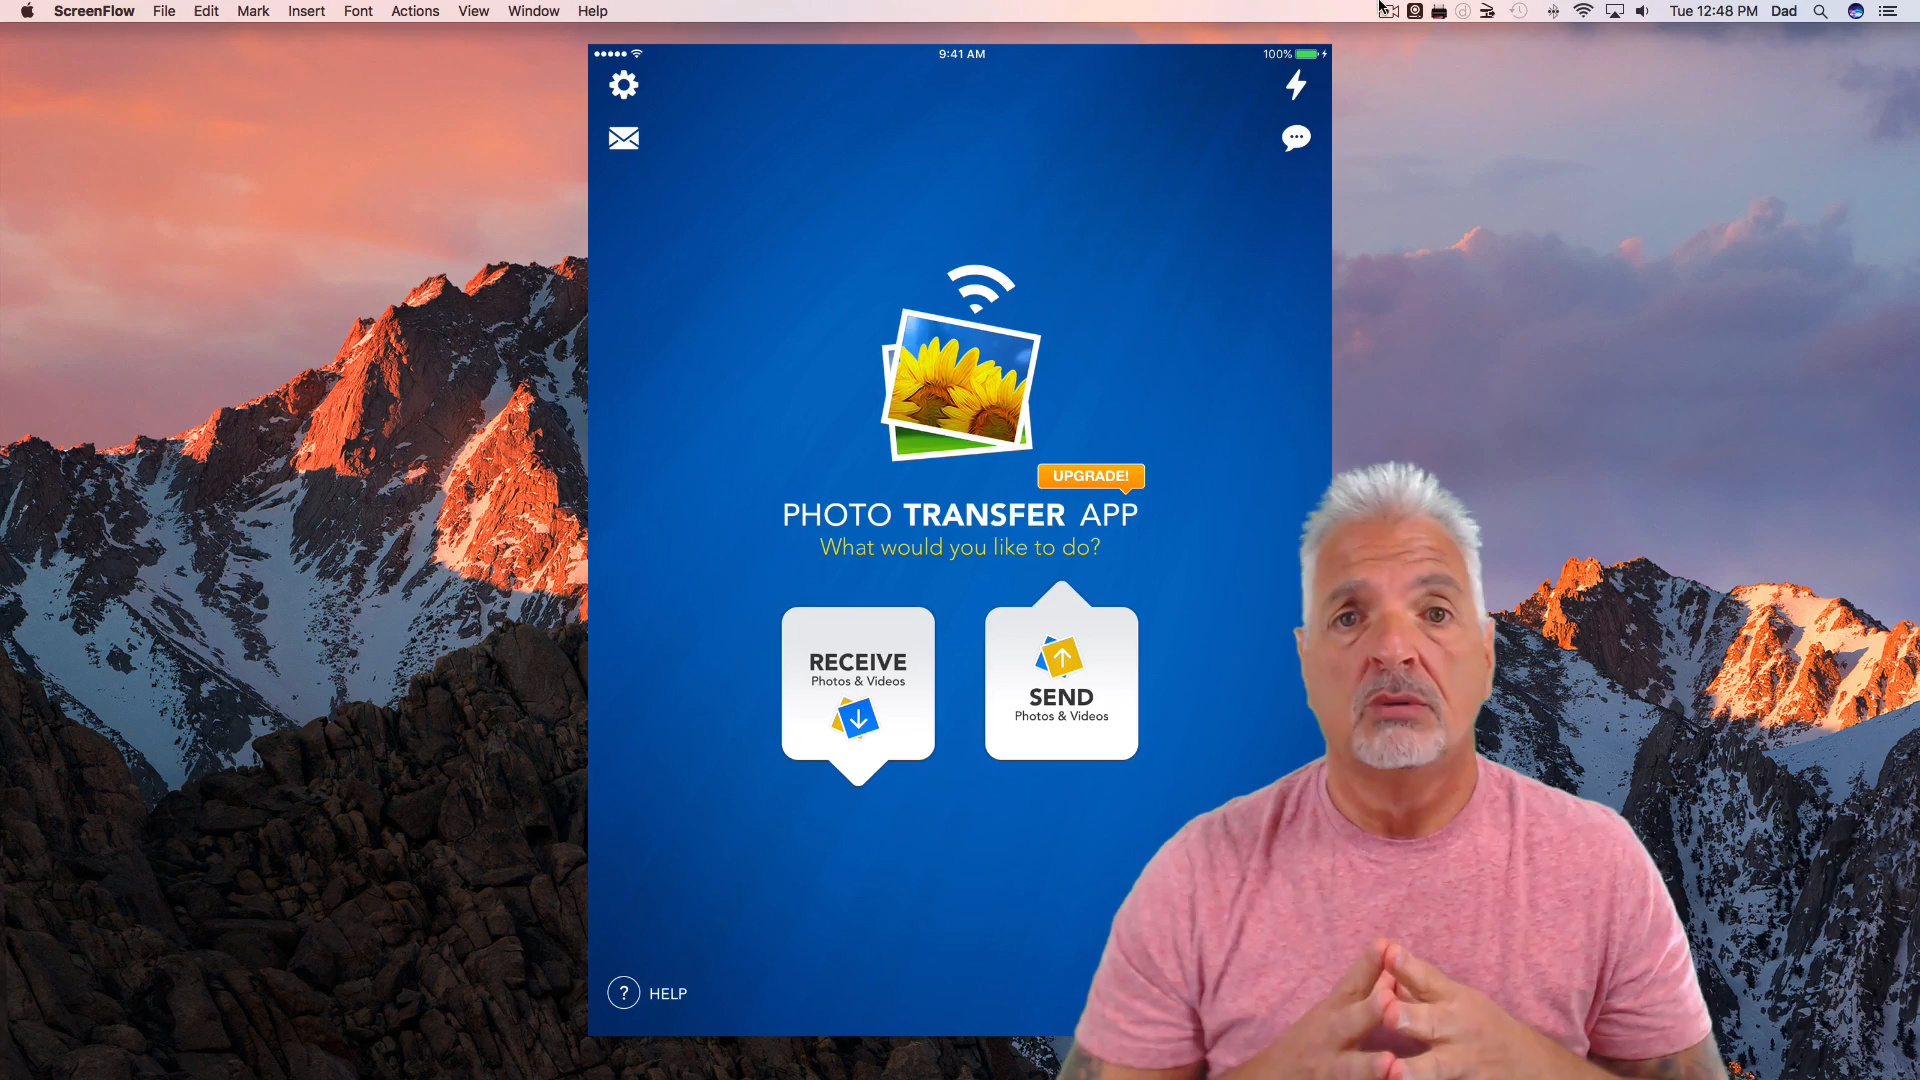 ScreenFlow File Edit Mark Insert Font Actions View Window Help
Tue 12:48 PM Dad
9:41 AM
100%
UPGRADE!
PHOTO TRANSFER APP
What would you like to do?
RECEIVE
Photos & Videos
SEND
Photos & Videos
? HELP